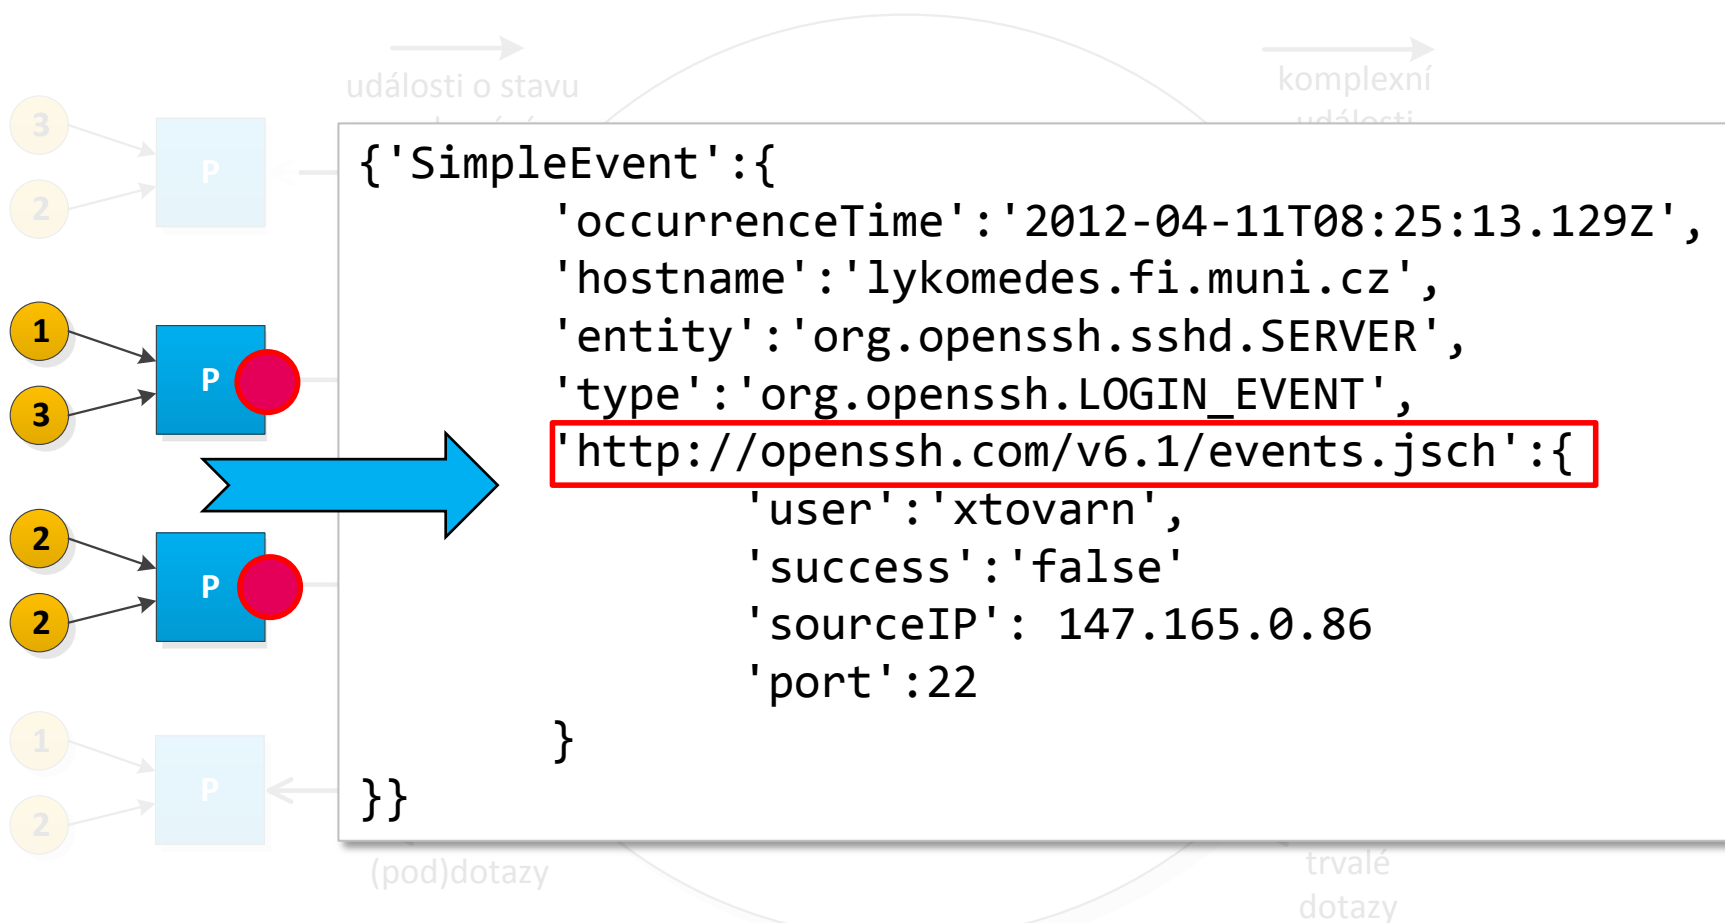 události o stavu
komplexní
události
3
2
P
1
3
P
2
2
P
1
2
P
{'SimpleEvent':{
'occurrenceTime':'2012-04-11T08:25:13.129Z',
'hostname':'lykomedes.fi.muni.cz',
'entity':'org.openssh.sshd.SERVER',
'type':'org.openssh.LOGIN_EVENT',
'http://openssh.com/v6.1/events.jsch':{
'user':'xtovarn',
'success':'false'
'sourceIP': 147.165.0.86
'port':22
}
}}
(pod)dotazy
trvalé
dotazy